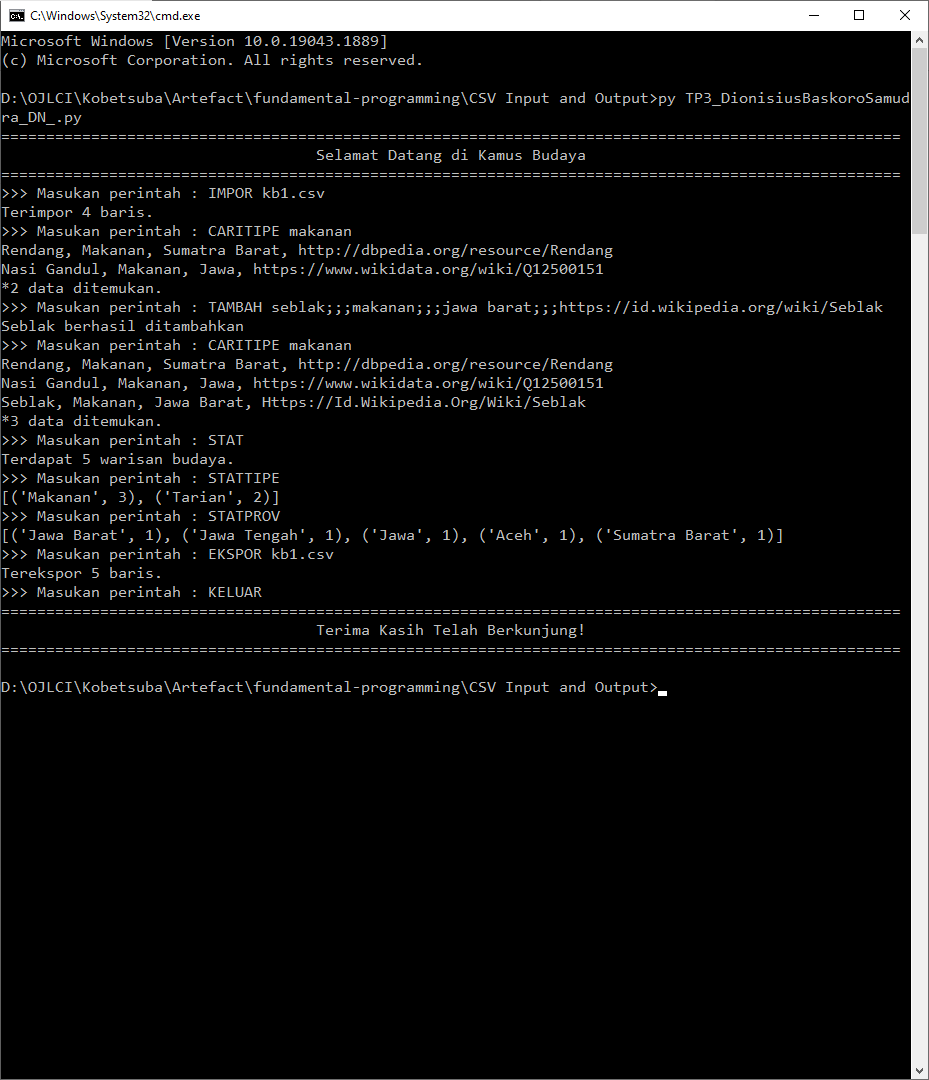 C:\Windows\System32\cmd.exe
Microsoft Windows [Version 10.0.19043.1889]
(c) Microsoft Corporation. All rights reserved.
D:\OJLCI\Kobetsuba\Artefact\fundamental-programming\CSV Input and Output>py TP3_DionisiusBaskoroSamud
ra_DN_.py
====================================================================================================
Selamat Datang di Kamus Budaya
====================================================================================================
>>> Masukan perintah : IMPOR kb1.csv
Terimpor 4 baris.
>>> Masukan perintah : CARITIPE makanan
Rendang, Makanan, Sumatra Barat, http://dbpedia.org/resource/Rendang
Nasi Gandul, Makanan, Jawa, https://www.wikidata.org/wiki/Q12500151
*2 data ditemukan.
>>> Masukan perintah : TAMBAH seblak;;;makanan;;;jawa barat;;;https://id.wikipedia.org/wiki/Seblak
Seblak berhasil ditambahkan
>>> Masukan perintah : CARITIPE makanan
Rendang, Makanan, Sumatra Barat, http://dbpedia.org/resource/Rendang
Nasi Gandul, Makanan, Jawa, https://www.wikidata.org/wiki/Q12500151
Seblak, Makanan, Jawa Barat, Https://Id.Wikipedia.Org/Wiki/Seblak
*3 data ditemukan.
>>> Masukan perintah : STAT
Terdapat 5 warisan budaya.
>>> Masukan perintah : STATTIPE
[('Makanan', 3), ('Tarian', 2)]
>>> Masukan perintah : STATPROV
[('Jawa Barat', 1), ('Jawa Tengah', 1), ('Jawa', 1), ('Aceh', 1), ('Sumatra Barat', 1)]
>>> Masukan perintah : EKSPOR kb1.csv
Terekspor 5 baris.
>>> Masukan perintah : KELUAR
====================================================================================================
Terima Kasih Telah Berkunjung!
====================================================================================================
D:\OJLCI\Kobetsuba\Artefact\fundamental-programming\CSV Input and Output>